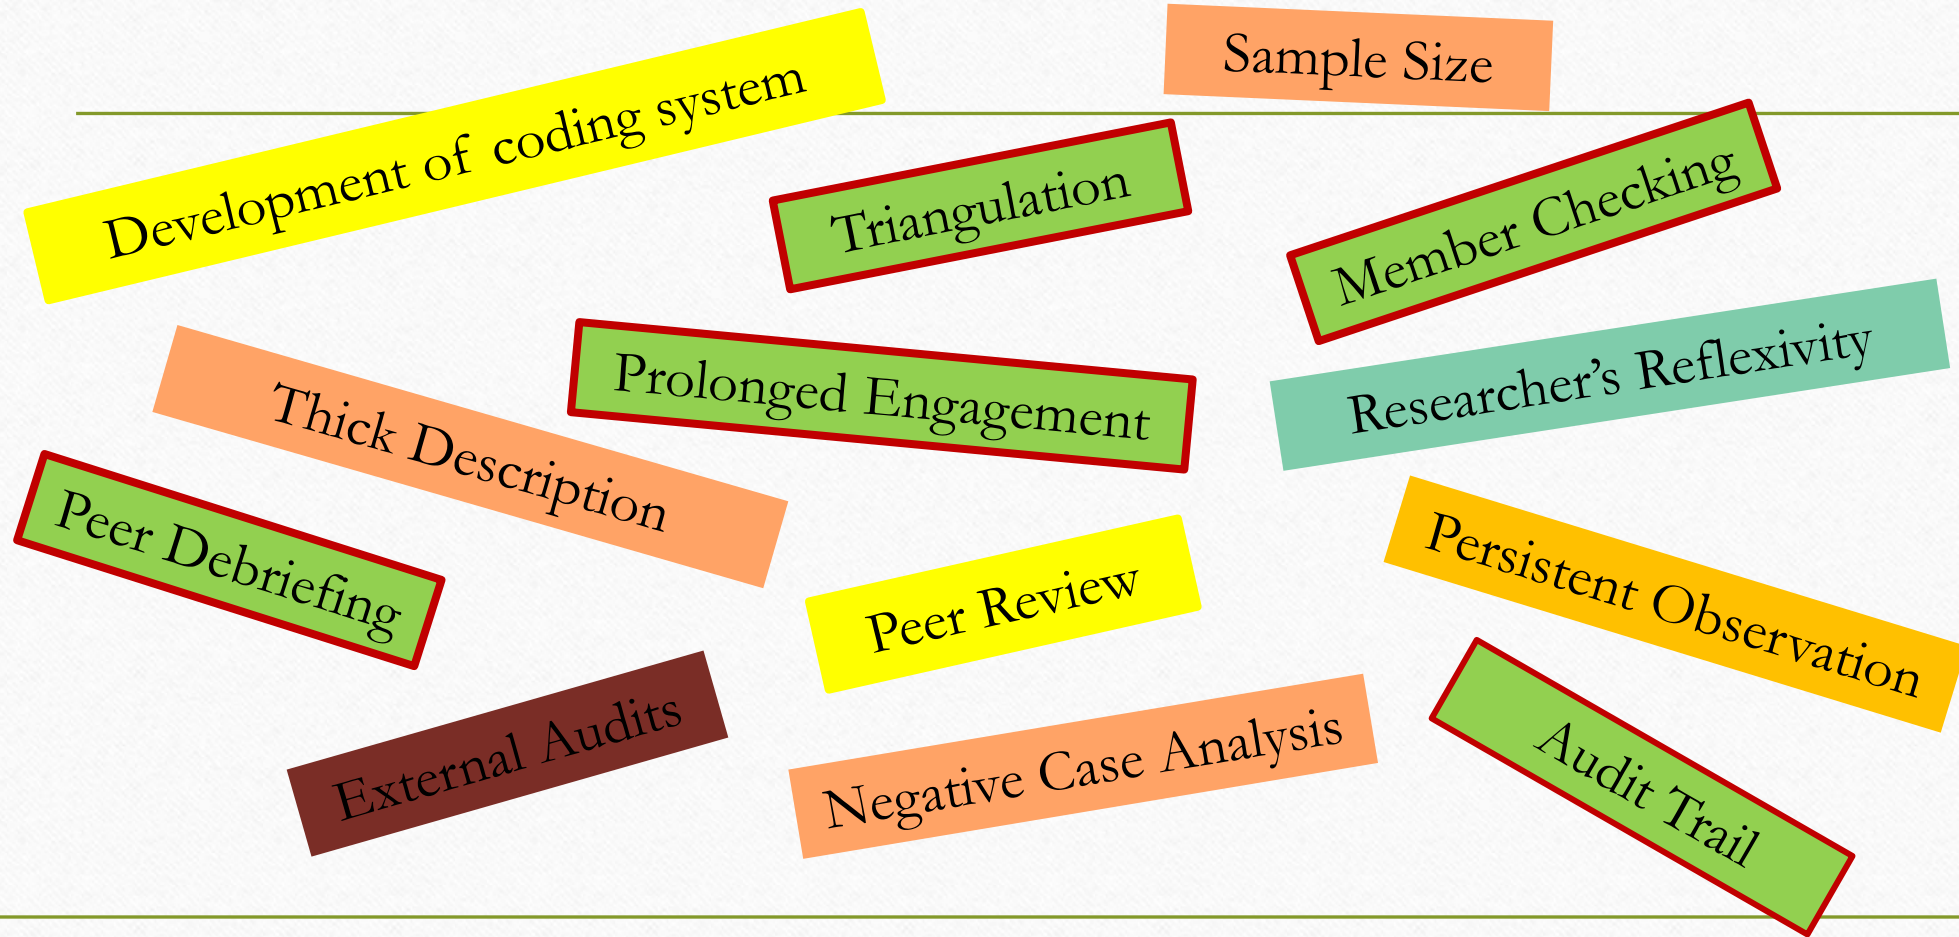 Sample Size
Development of coding system
Triangulation
Member Checking
Prolonged Engagement
Researcher’s Reflexivity
Thick Description
Peer Debriefing
Peer Review
Persistent Observation
External Audits
Negative Case Analysis
Audit Trail